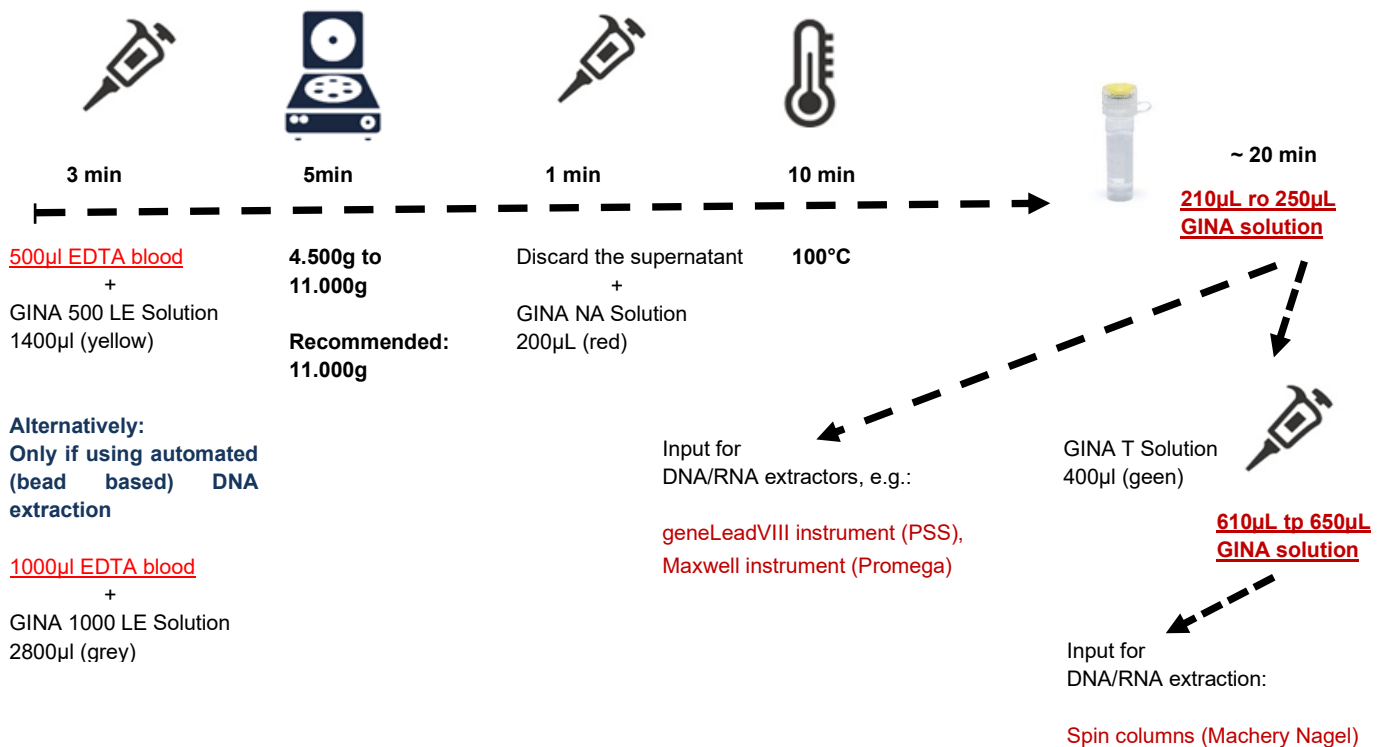 3 min
5min
1 min
10 min
~ 20 min
210µL ro 250µL
GINA solution
500µl EDTA blood
+
GINA 500 LE Solution
1400µl (yellow)
4.500g to
11.000g
Recommended:
11.000g
Discard the supernatant
+
GINA NA Solution
200µL (red)
100°C
Alternatively:
Only if using automated
(bead based) DNA
extraction
1000µl EDTA blood
+
GINA 1000 LE Solution
2800µl (grey)
Input for
DNA/RNA extractors, e.g.:
geneLeadVIII instrument (PSS),
Maxwell instrument (Promega)
GINA T Solution
400µl (geen)
610µL tp 650µL
GINA solution
Input for
DNA/RNA extraction:
Spin columns (Machery Nagel)